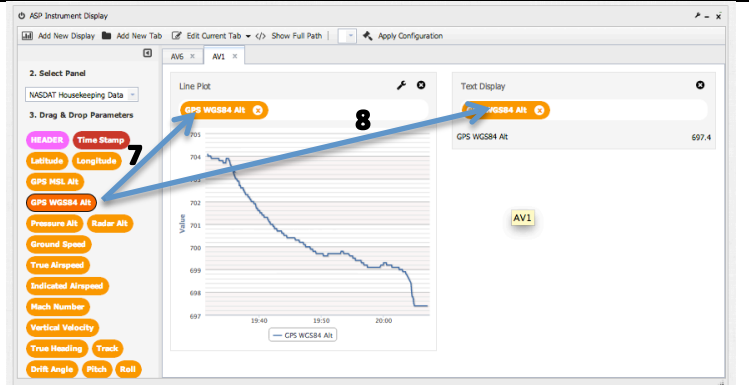 ASP Instrument Display
Add New Display Add New Tab Edit Current Tab </> Show Full Path Apply Configuration
AV6 AV1
2. Select Panel
NASDAT Housekeeping Data
3. Drag & Drop Parameters
HEADER Time Stamp
Latitude Longitude
GPS MSL Alt
GPS WGS84 Alt
Pressure Alt Radar Alt
Ground Speed
True Airspeed
Indicated Airspeed
Mach Number
Vertical Velocity
True Heading Track
Drift Angle Pitch Roll
7
8
Line Plot
GPS WGS84 Alt
705
704
703
702
701
700
699
698
697
Value
19:40 19:50 20:00
GPS WGS84 Alt
Text Display
WGS84 Alt
GPS WGS84 Alt 697.4
AV1